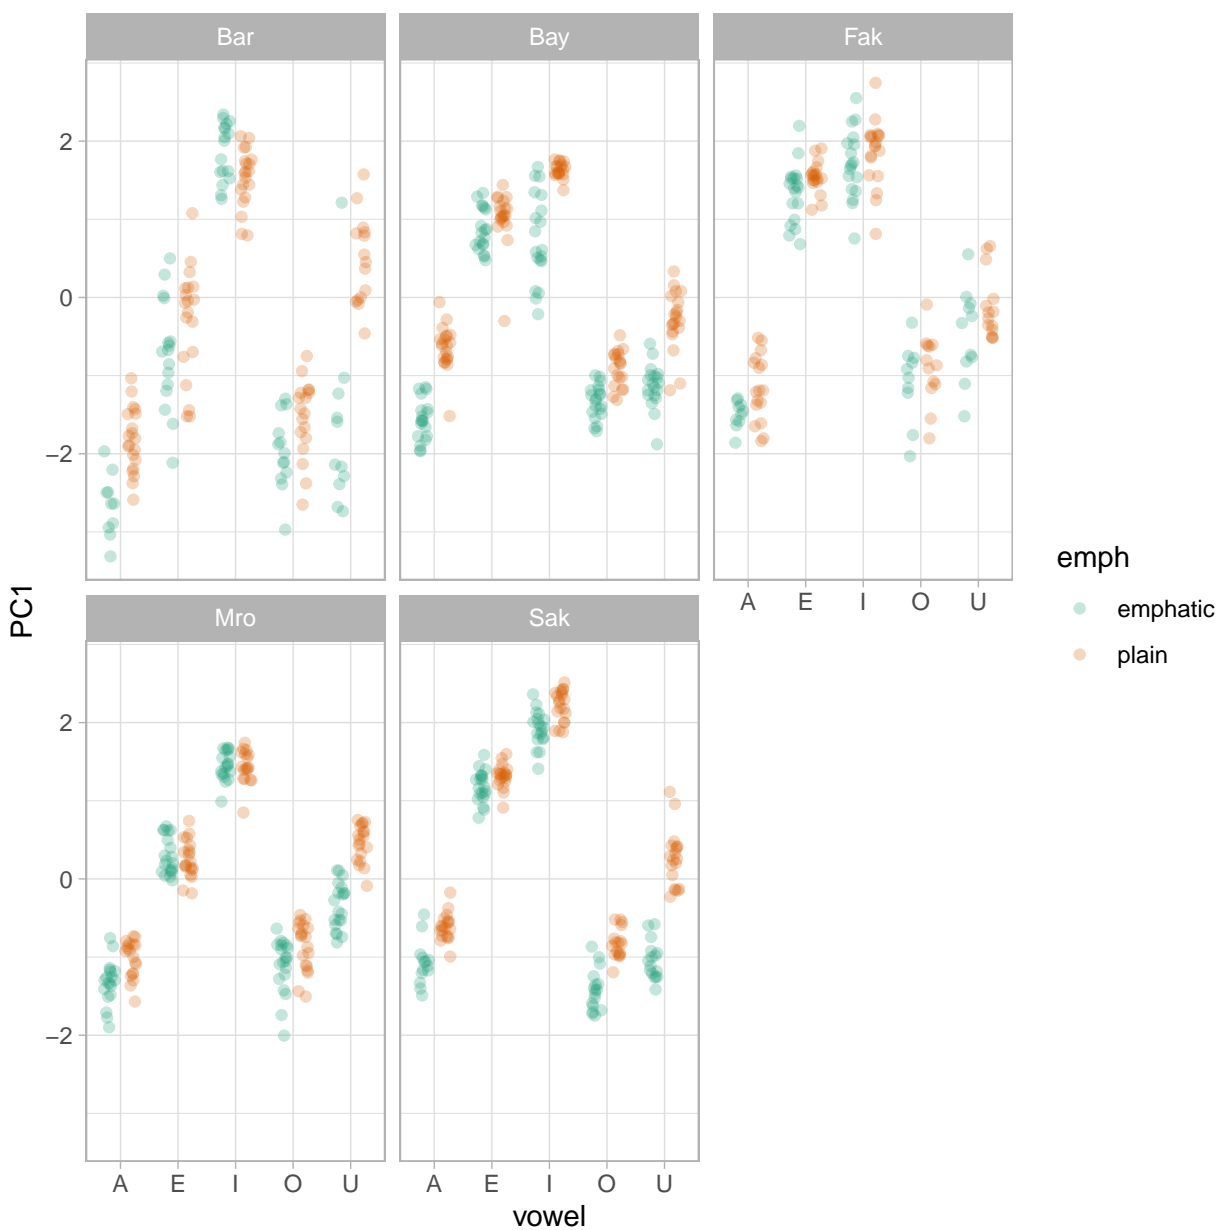 Bar Bay Fak
2
0
−2
A E I O U
Mro Sak
2
0
−2
A E I O U A E I O U
vowel
PC1
emph
emphatic
plain